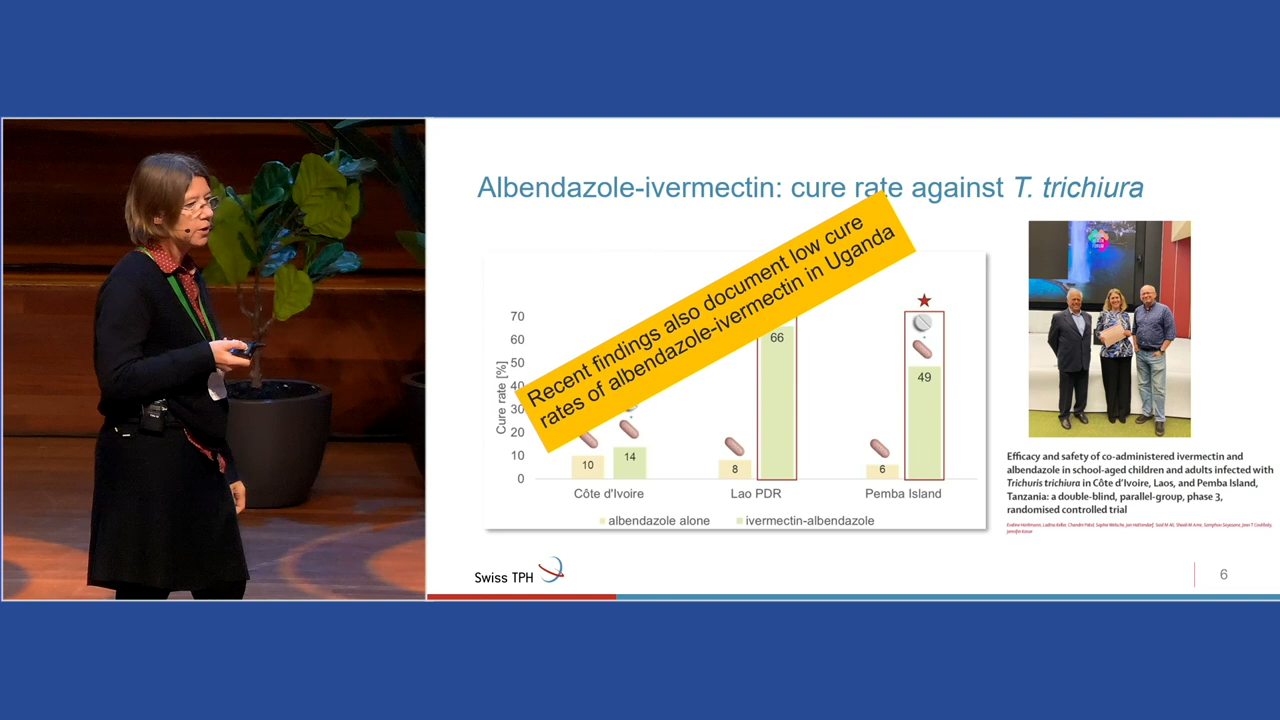 Albendazole-ivermectin: cure rate against T. trichiura
Recent findings also document low cure
rates of albendazole-ivermectin in Uganda
Cure rate [%]
70
60
50
40
30
20
10
0
10
14
8
66
6
49
Côte d'Ivoire
Lao PDR
Pemba Island
albendazole alone
ivermectin-albendazole
Efficacy and safety of co-administered ivermectin and
albendazole in school-aged children and adults infected with
Trichuris trichiura in Côte d'Ivoire, Laos, and Pemba Island,
Tanzania: a double-blind, parallel-group, phase 3,
randomised controlled trial
Swiss TPH
6